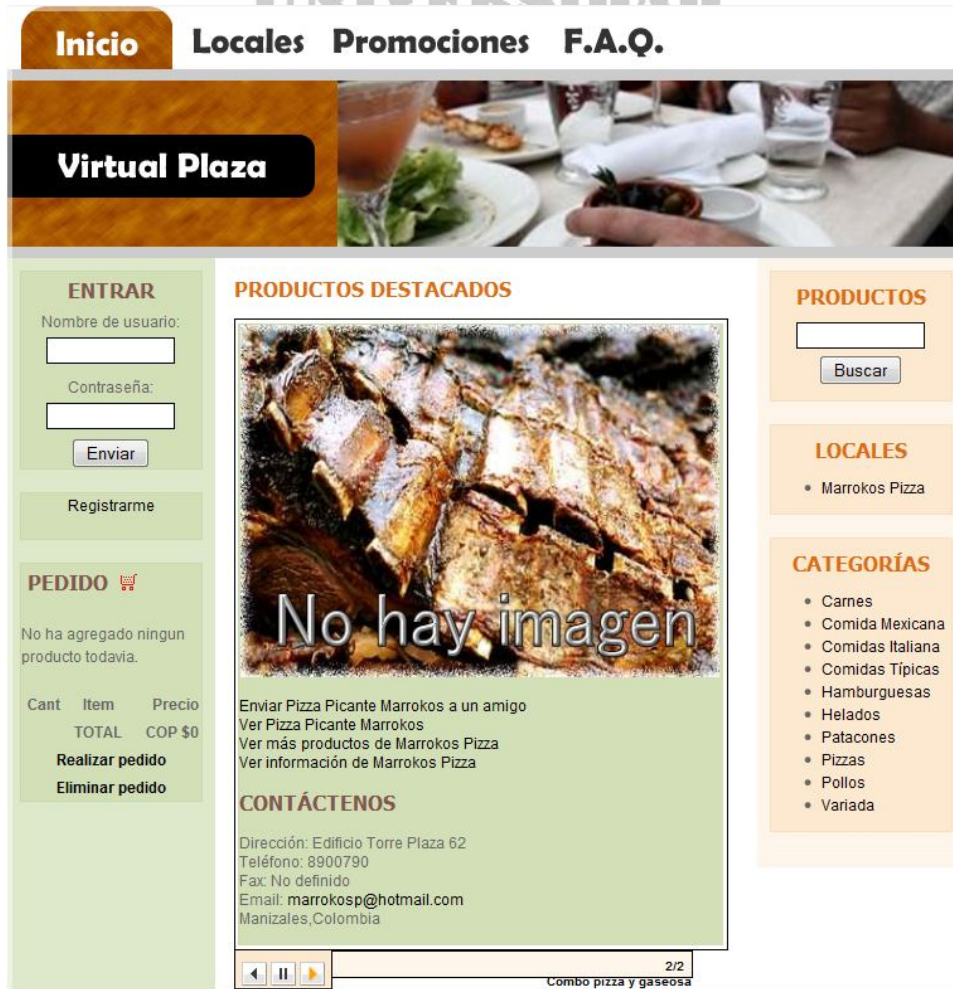 Inicio Locales Promociones F.A.Q.
Virtual Plaza
ENTRAR
Nombre de usuario:
Contraseña:
Enviar
Registrarme
PEDIDO
No ha agregado ningun
producto todavia.
Cant Item Precio
TOTAL COP $0
Realizar pedido
Eliminar pedido
PRODUCTOS DESTACADOS
No hay imagen
Enviar Pizza Picante Marrokos a un amigo
Ver Pizza Picante Marrokos
Ver más productos de Marrokos Pizza
Ver información de Marrokos Pizza
CONTÁCTENOS
Dirección: Edificio Torre Plaza 62
Teléfono: 8900790
Fax: No definido
Email: marrokosp@hotmail.com
Manizales,Colombia
2/2
Combo pizza y gaseosa
PRODUCTOS
Buscar
LOCALES
• Marrokos Pizza
CATEGORÍAS
• Carnes
• Comida Mexicana
• Comidas Italiana
• Comidas Típicas
• Hamburguesas
• Helados
• Patacones
• Pizzas
• Pollos
• Variada